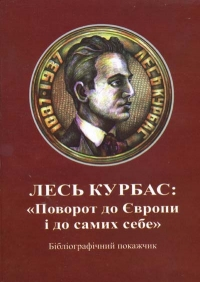 1887-1937 ЛЕСЬ КУРБАС
ЛЕСЬ КУРБАС:
«Поворот до Європи
і до самих себе»
Бібліографічний покажчик